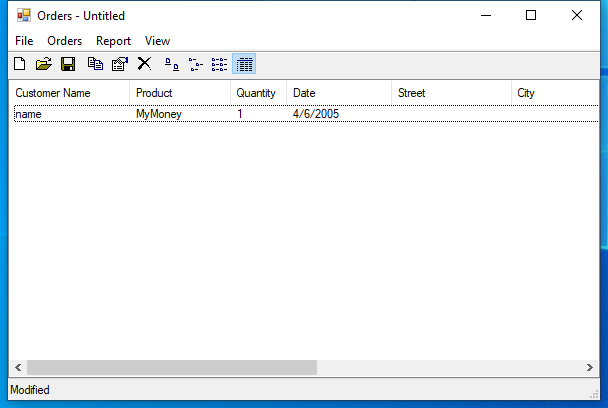 Orders - Untitled
File Orders Report View
Customer Name Product Quantity Date Street City
name MyMoney 1 4/6/2005
Modified